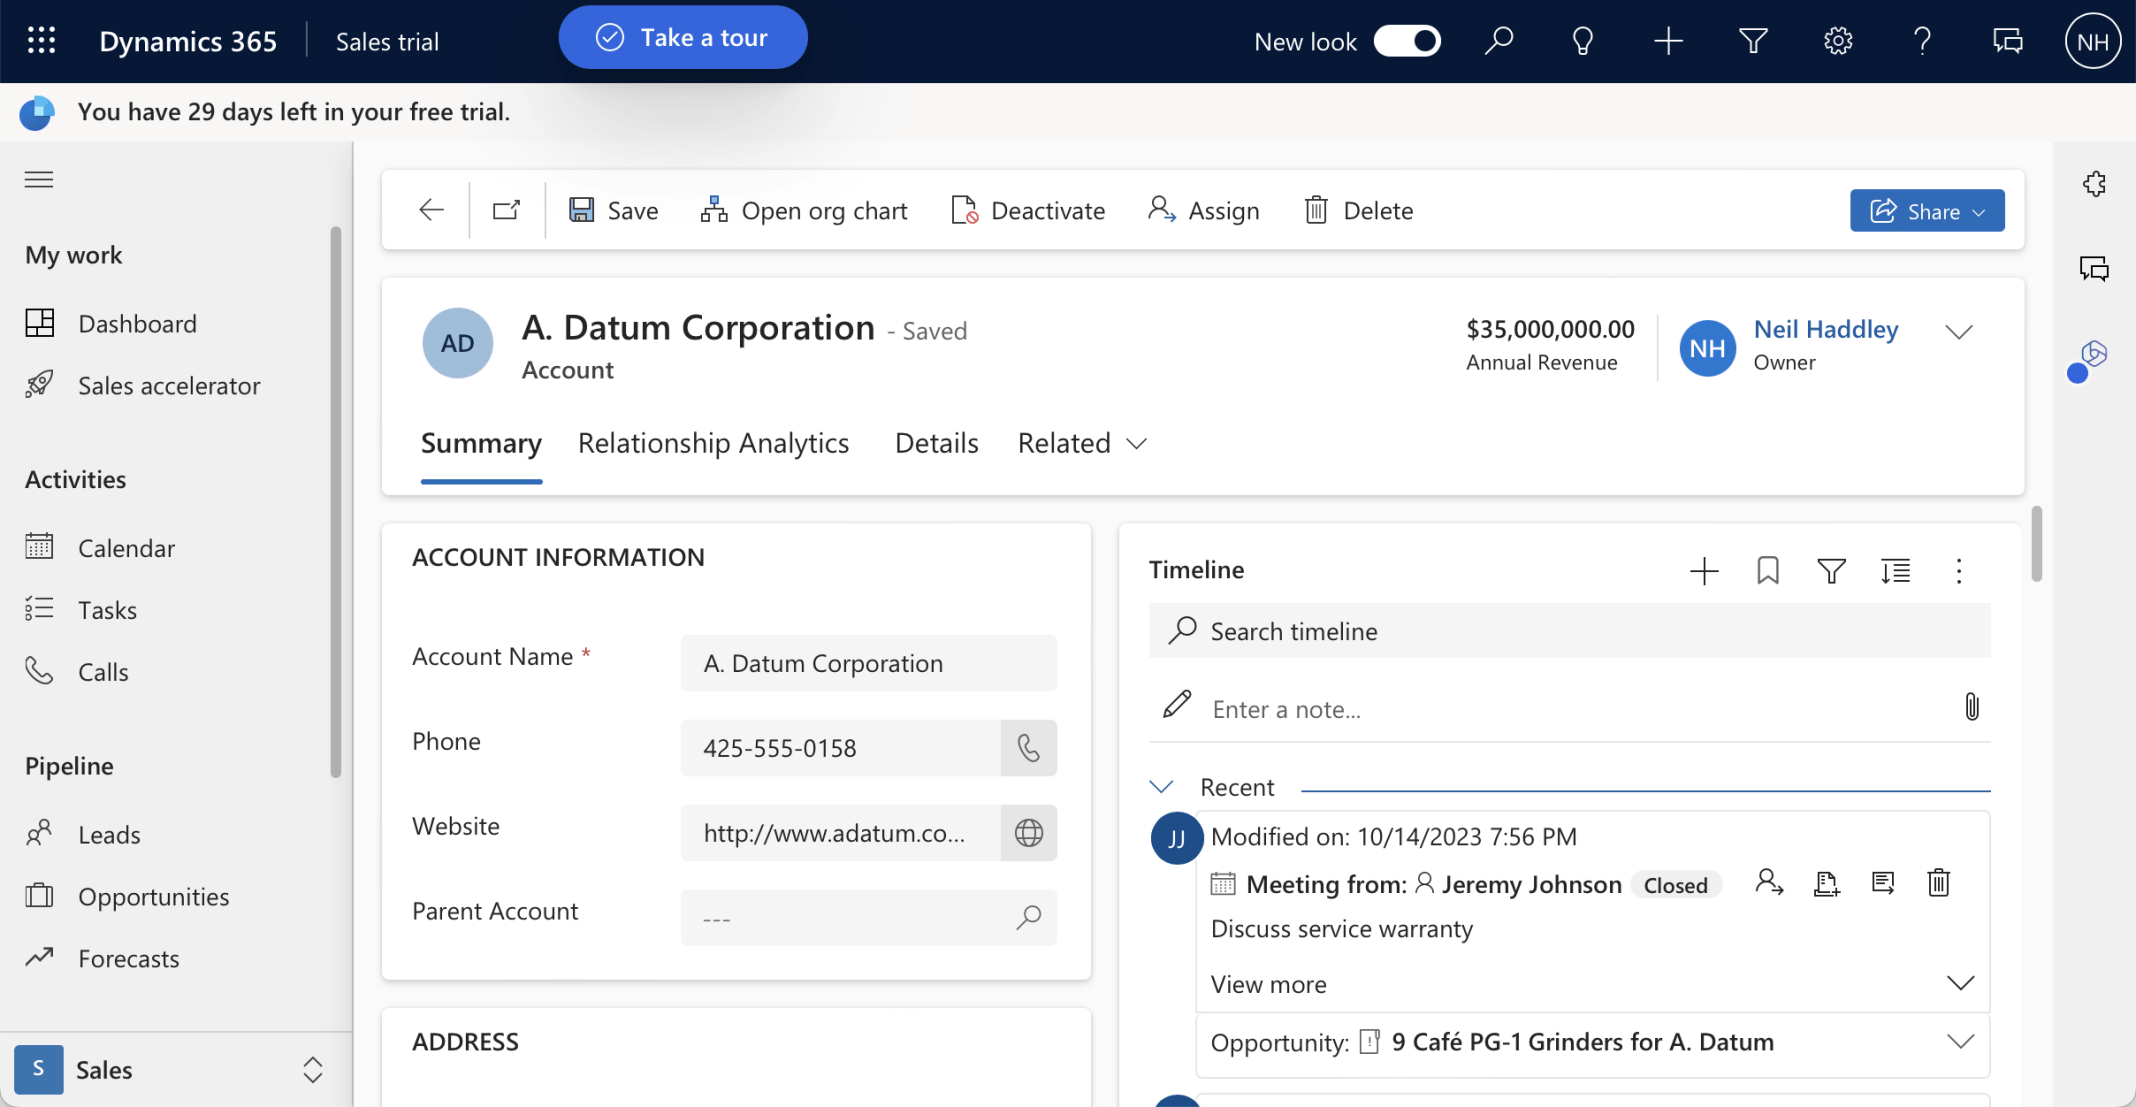 Dynamics 365
Sales trial
Take a tour
New look
NH
You have 29 days left in your free trial.
My work
Dashboard
Sales accelerator
Activities
Calendar
Tasks
Calls
Pipeline
Leads
Opportunities
Forecasts
S
Sales
Save
Open org chart
Deactivate
Assign
Delete
Share
AD
A. Datum Corporation - Saved
Account
$35,000,000.00
Annual Revenue
NH
Neil Haddley
Owner
Summary
Relationship Analytics
Details
Related
ACCOUNT INFORMATION
Account Name *
A. Datum Corporation
Phone
425-555-0158
Website
http://www.adatum.co...
Parent Account
---
ADDRESS
Timeline
Search timeline
Enter a note...
Recent
JJ
Modified on: 10/14/2023 7:56 PM
Meeting from: Jeremy Johnson Closed
Discuss service warranty
View more
Opportunity: 9 Café PG-1 Grinders for A. Datum